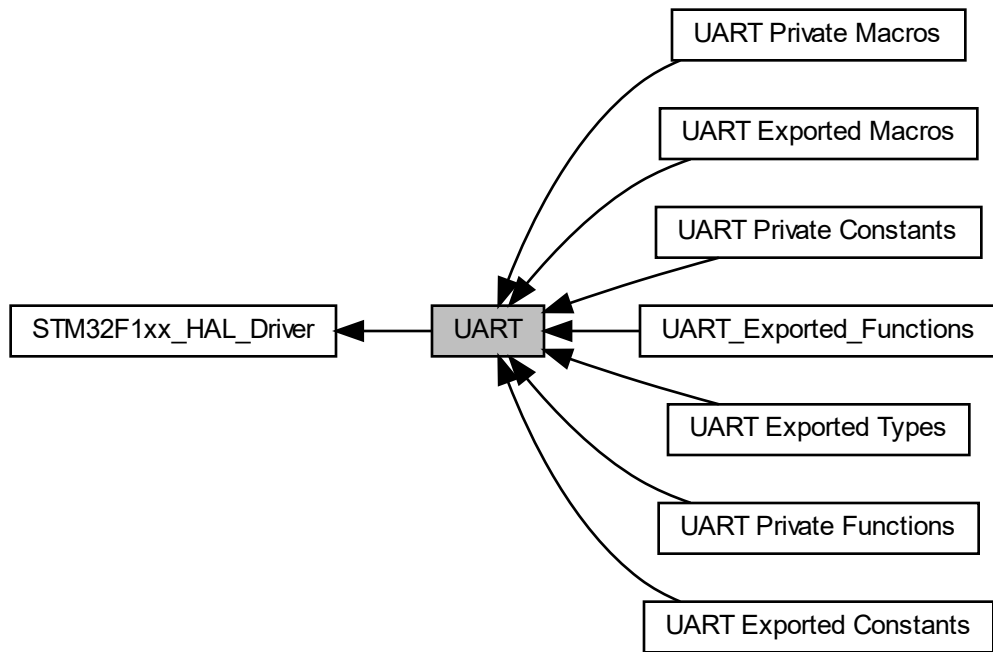 UART Private Macros
UART Exported Macros
UART Private Constants
STM32F1xx_HAL_Driver
UART
UART_Exported_Functions
UART Exported Types
UART Private Functions
UART Exported Constants